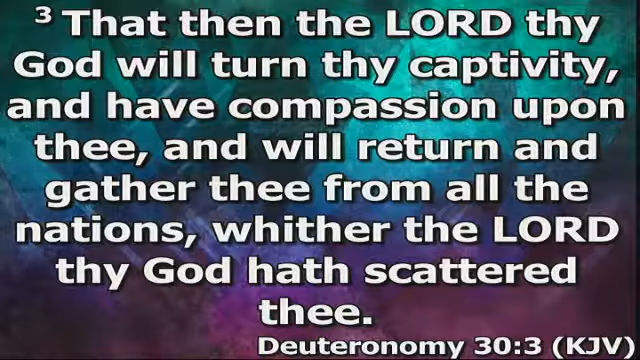 3 That then the LORD thy
God will turn thy captivity,
and have compassion upon
thee, and will return and
gather thee from all the
nations, whither the LORD
thy God hath scattered
thee.
Deuteronomy 30:3 (KJV)